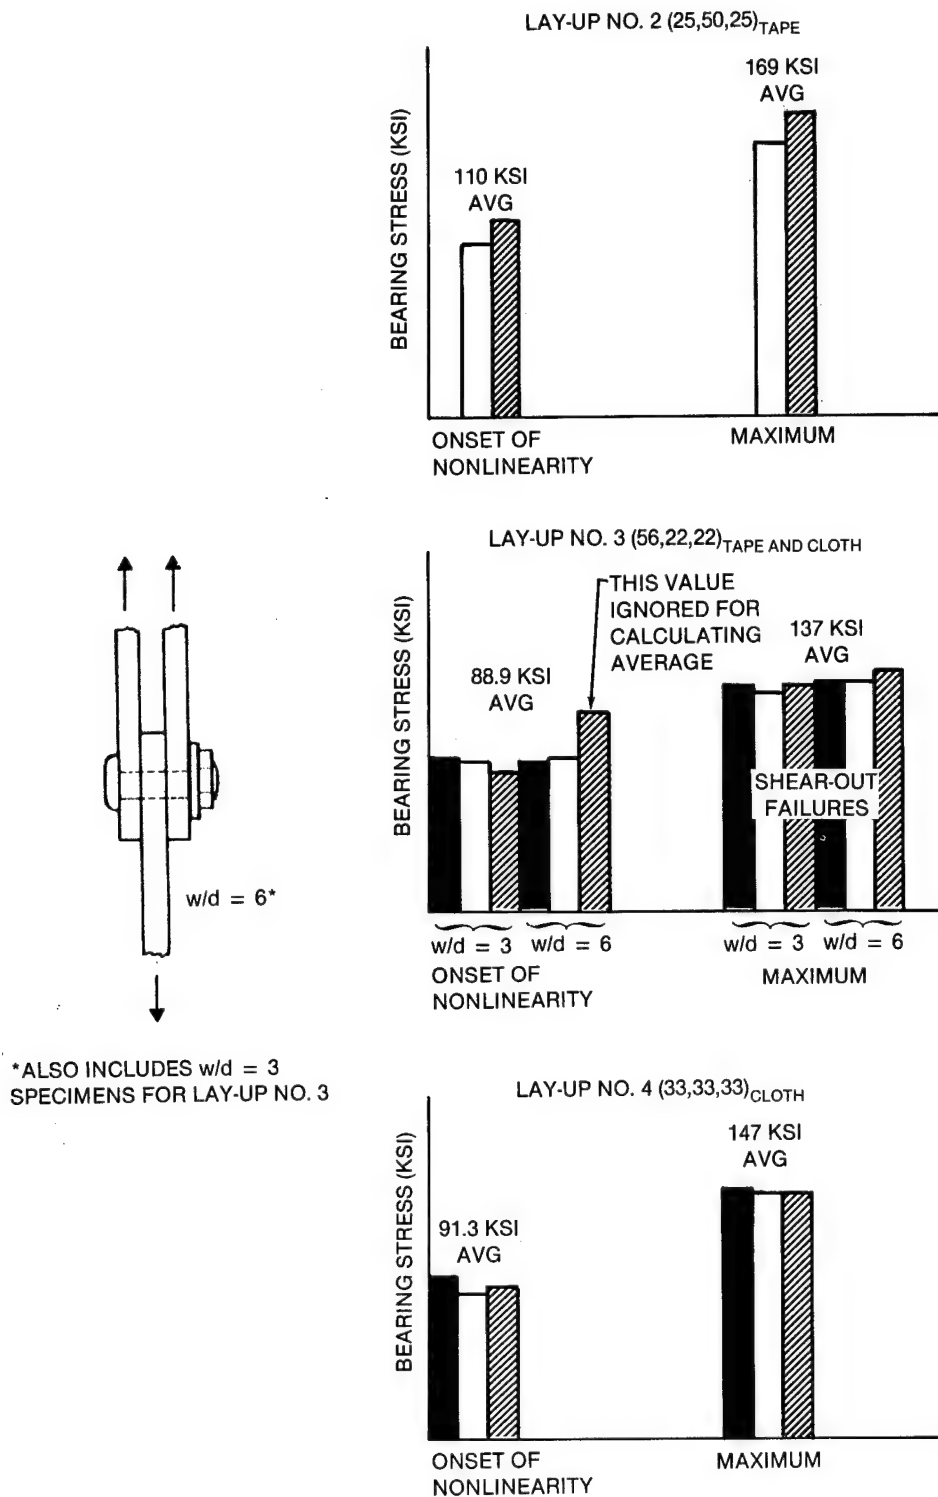 LAY-UP NO. 2 (25,50,25)TAPE
BEARING STRESS (KSI)
110 KSI
AVG
169 KSI
AVG
ONSET OF
NONLINEARITY
MAXIMUM
LAY-UP NO. 3 (56,22,22)TAPE AND CLOTH
BEARING STRESS (KSI)
THIS VALUE
IGNORED FOR
CALCULATING
AVERAGE
88.9 KSI
AVG
137 KSI
AVG
SHEAR-OUT
FAILURES
w/d = 3
w/d = 6
w/d = 3
w/d = 6
ONSET OF
NONLINEARITY
MAXIMUM
w/d = 6*
*ALSO INCLUDES w/d = 3
SPECIMENS FOR LAY-UP NO. 3
LAY-UP NO. 4 (33,33,33)CLOTH
BEARING STRESS (KSI)
91.3 KSI
AVG
147 KSI
AVG
ONSET OF
NONLINEARITY
MAXIMUM